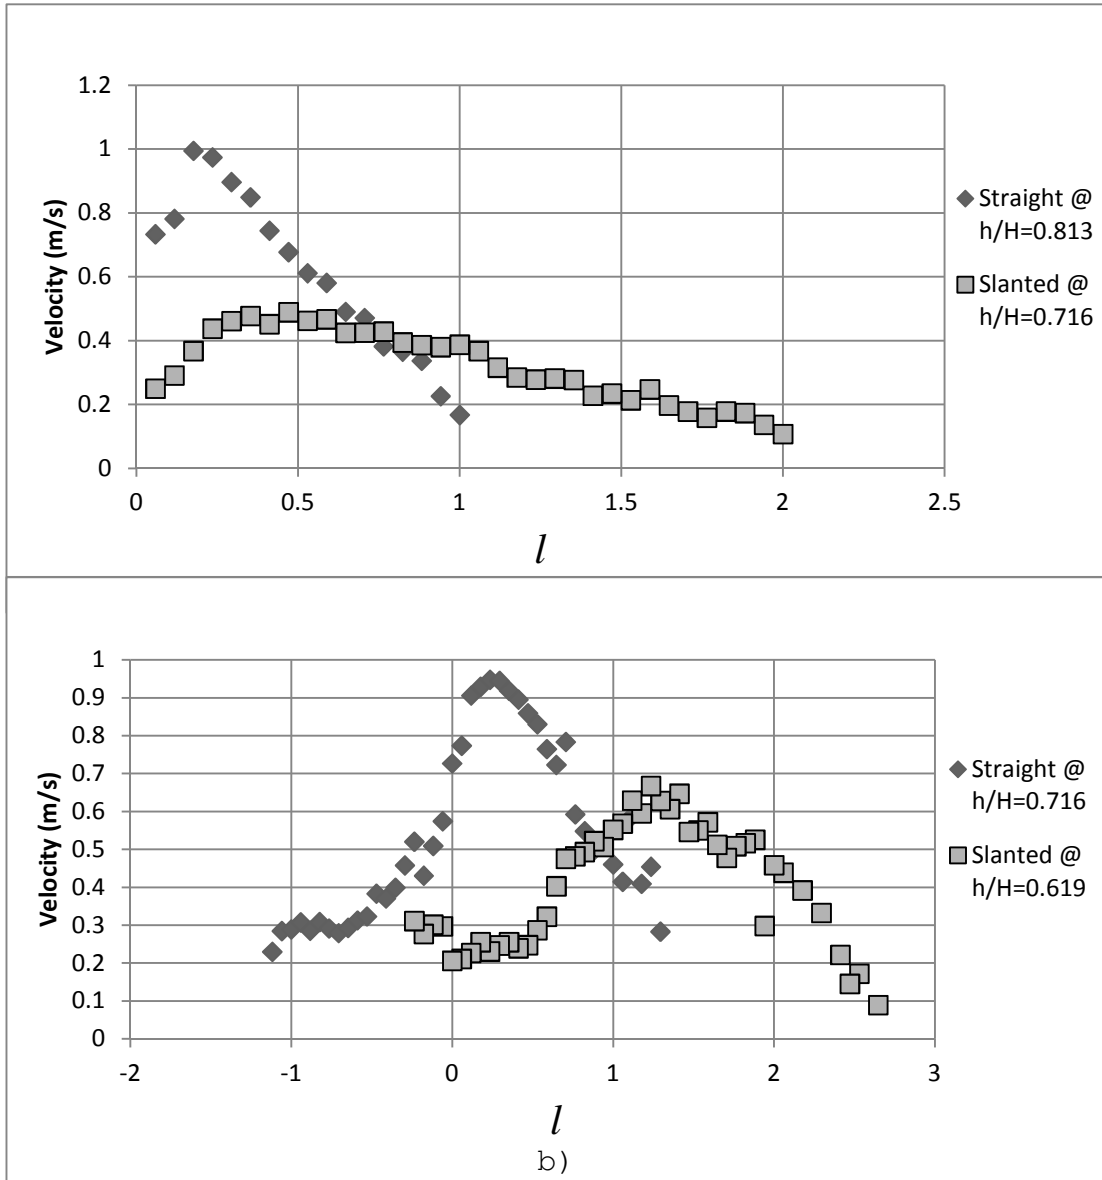 1.2
1
0.8
0.6
0.4
0.2
0
Velocity (m/s)
0
0.5
1
1.5
2
2.5
l
Straight @
h/H=0.813
Slanted @
h/H=0.716
1
0.9
0.8
0.7
0.6
0.5
0.4
0.3
0.2
0.1
0
Velocity (m/s)
-2
-1
0
1
2
3
l
Straight @
h/H=0.716
Slanted @
h/H=0.619
b)